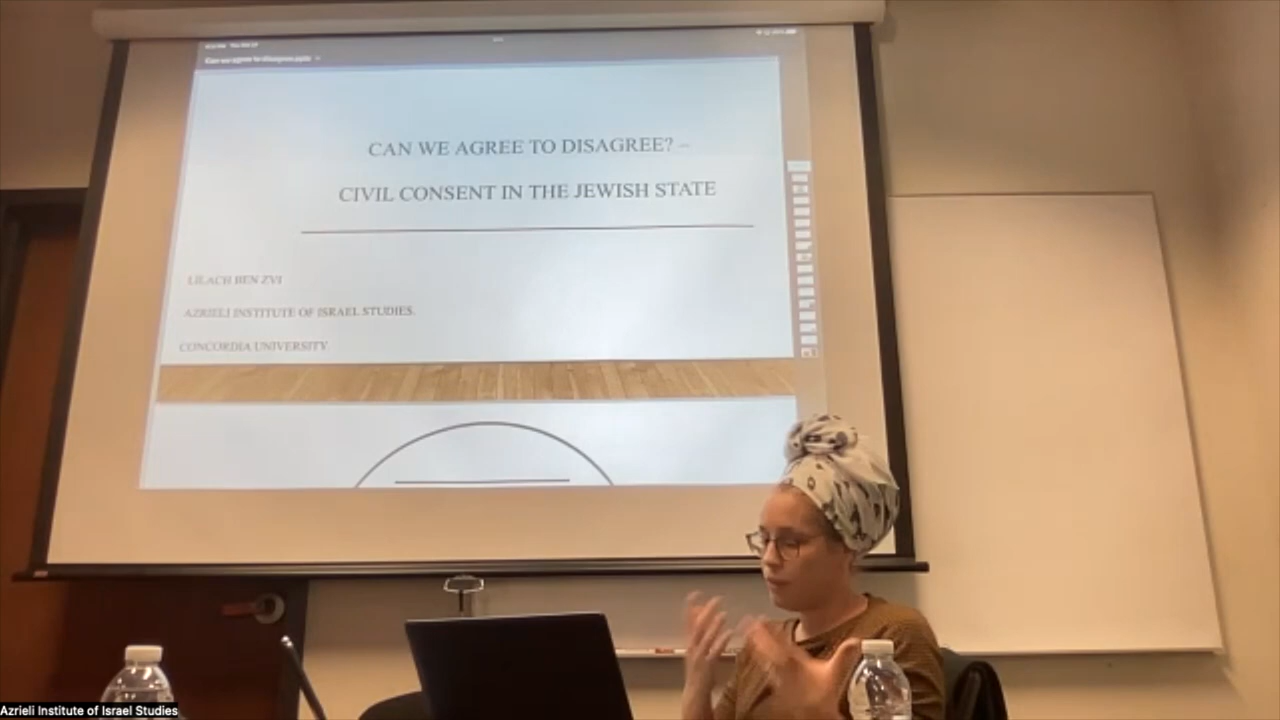 CAN WE AGREE TO DISAGREE? –
CIVIL CONSENT IN THE JEWISH STATE
LILACH BEN ZVI
AZRIELI INSTITUTE OF ISRAEL STUDIES.
CONCORDIA UNIVERSITY
Azrieli Institute of Israel Studies